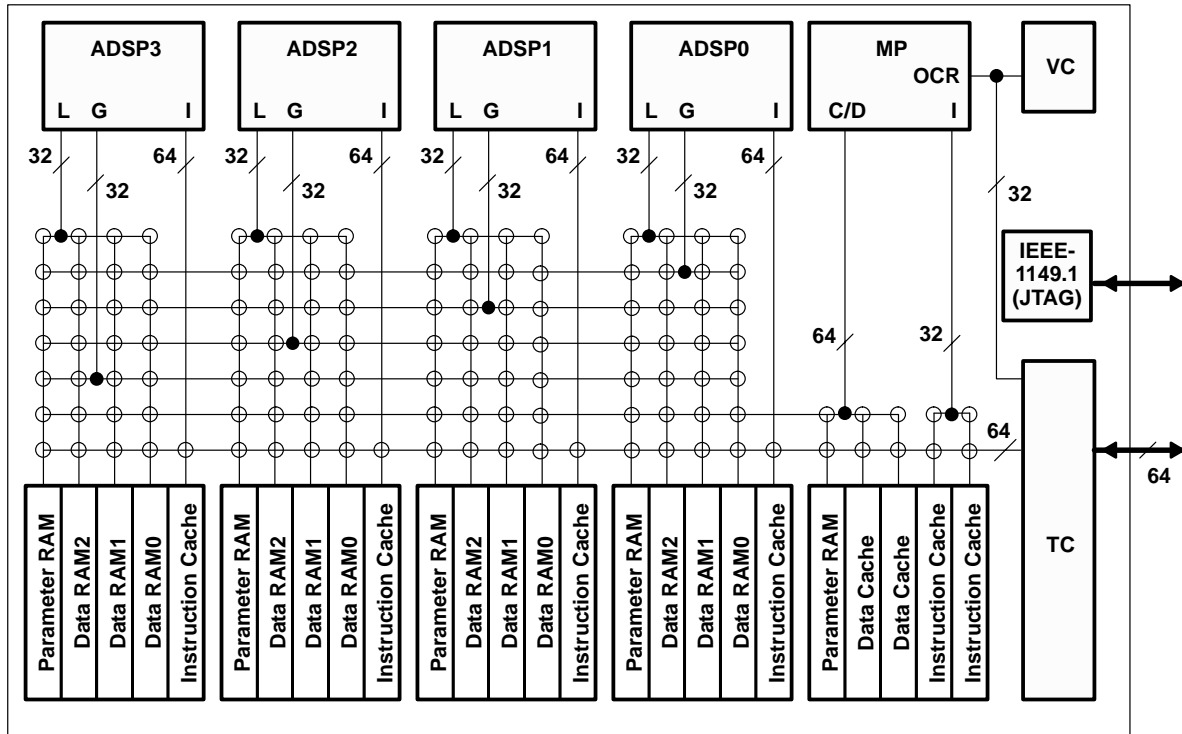 ADSP3 ADSP2 ADSP1 ADSP0 MP VC
OCR
L G I L G I L G I L G I C/D I
32 64 32 64 32 64 32 64
32 32 32 32 32
IEEE-
1149.1
(JTAG)
64 32
64
64
TC
Parameter RAM
Data RAM2
Data RAM1
Data RAM0
Instruction Cache
Parameter RAM
Data RAM2
Data RAM1
Data RAM0
Instruction Cache
Parameter RAM
Data RAM2
Data RAM1
Data RAM0
Instruction Cache
Parameter RAM
Data RAM2
Data RAM1
Data RAM0
Instruction Cache
Parameter RAM
Data Cache
Data Cache
Instruction Cache
Instruction Cache